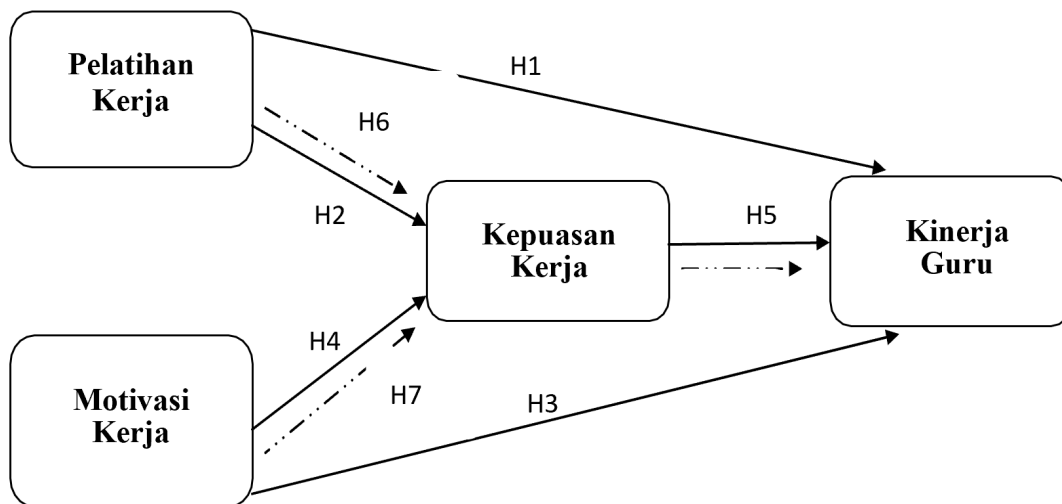 Pelatihan
Kerja
H1
H6
H2
Kepuasan
Kerja
H5
Kinerja
Guru
H4
H7
H3
Motivasi
Kerja